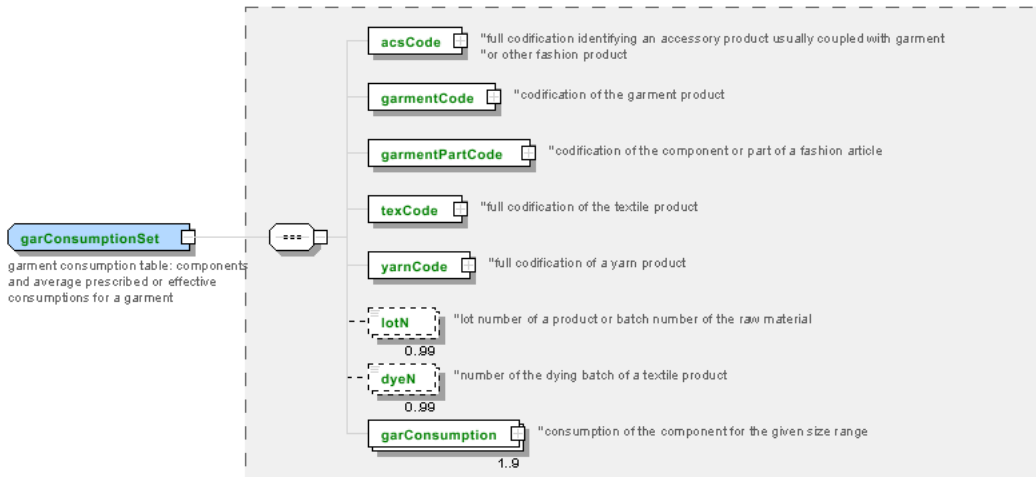 acsCode
"full codification identifying an accessory product usually coupled with garment
"or other fashion product
garmentCode
"codification of the garment product
garmentPartCode
"codification of the component or part of a fashion article
texCode
"full codification of the textile product
garConsumptionSet
garment consumption table: components
and average prescribed or effective
consumptions for a garment
yarnCode
"full codification of a yarn product
lotN
"lot number of a product or batch number of the raw material
0..99
dyeN
"number of the dying batch of a textile product
0..99
garConsumption
"consumption of the component for the given size range
1..9